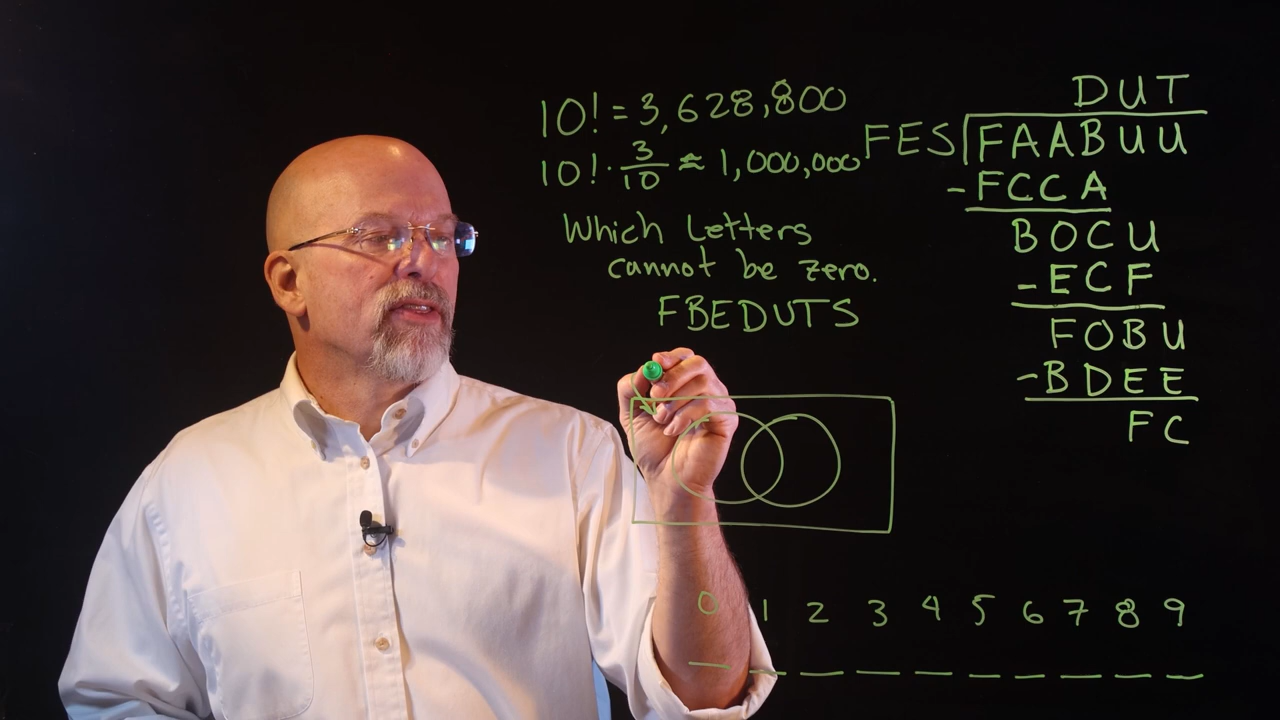 10! = 3,628,800
10! · 3/10 ≈ 1,000,000
Which Letters
cannot be zero.
FBEDUTS
DUT
FES FAABUU
-FCCA
BOCU
-ECF
FOBU
-BDEE
FC
0 1 2 3 4 5 6 7 8 9